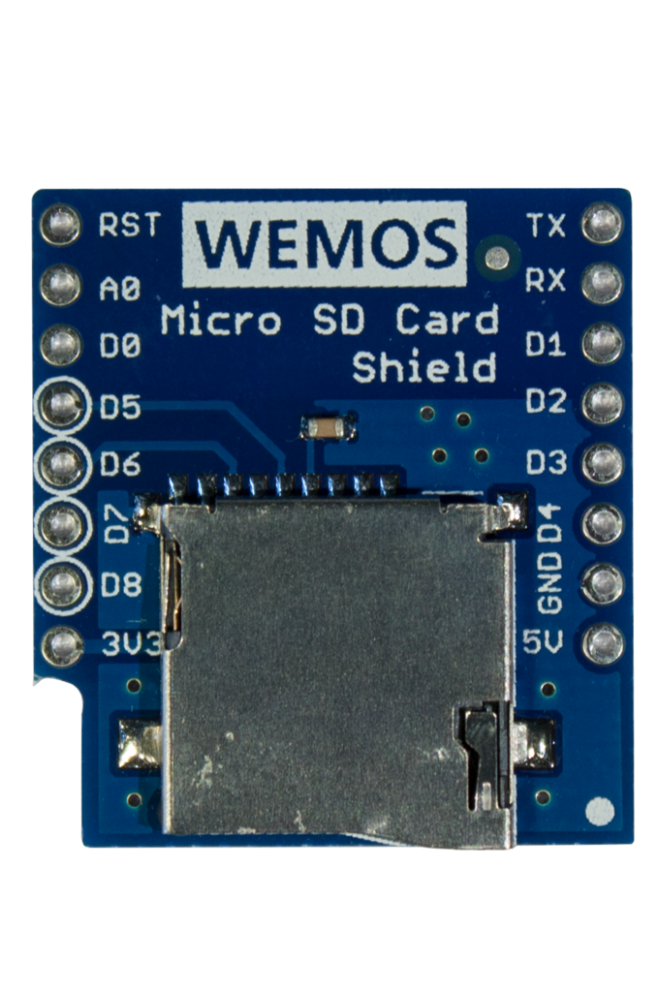 WEMOS
Micro SD Card
Shield
RST
A0
D0
D5
D6
D7
D8
3V3
TX
RX
D1
D2
D3
D4
GND
5V